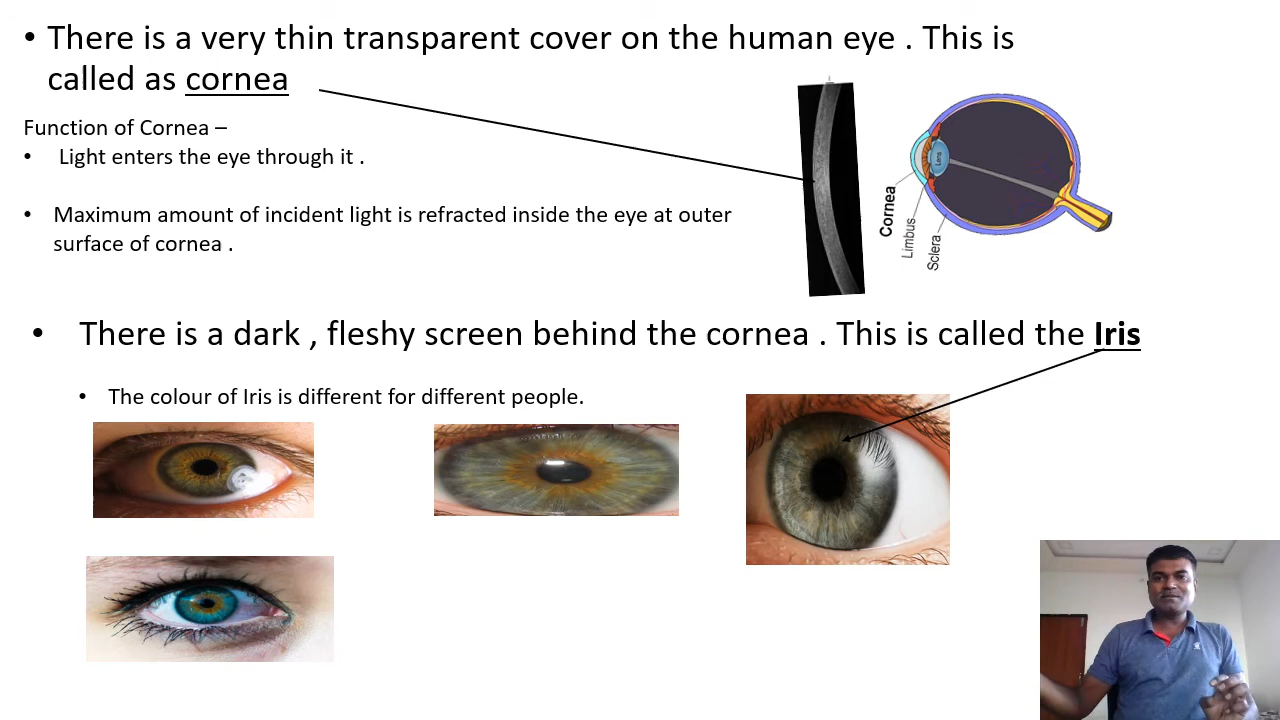 • There is a very thin transparent cover on the human eye . This is
called as cornea
Function of Cornea –
• Light enters the eye through it .
• Maximum amount of incident light is refracted inside the eye at outer
surface of cornea .
Lens
Cornea
Limbus
Sclera
• There is a dark , fleshy screen behind the cornea . This is called the Iris
• The colour of Iris is different for different people.